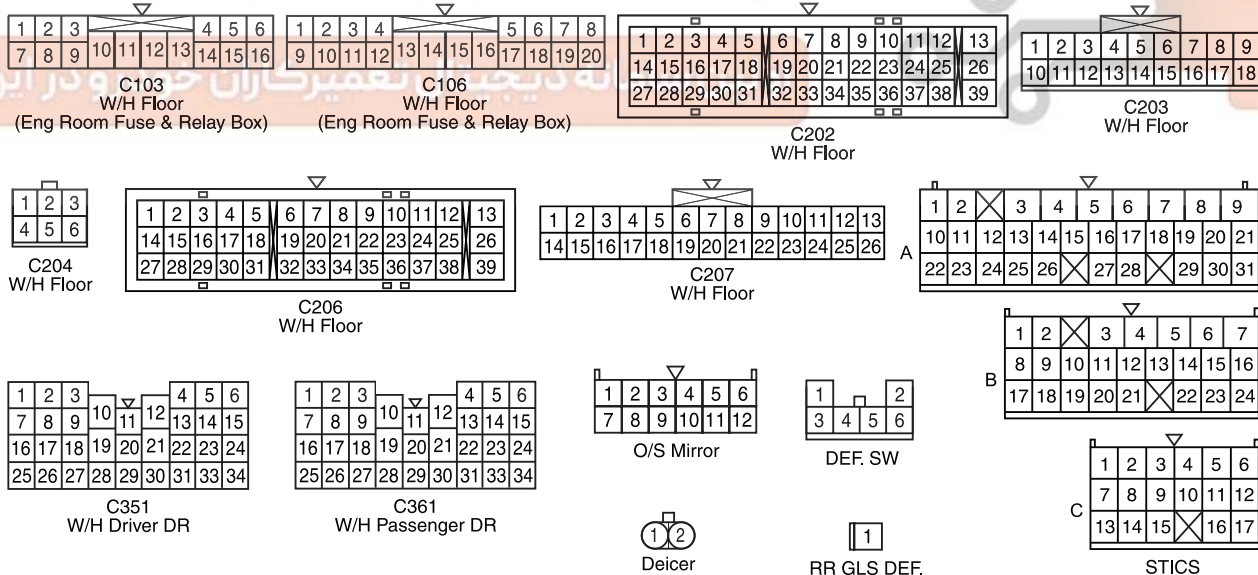 1 2 3 4 5 6
7 8 9 10 11 12 13 14 15 16
C103
W/H Floor
(Eng Room Fuse & Relay Box)
1 2 3 4 5 6 7 8
9 10 11 12 13 14 15 16 17 18 19 20
C106
W/H Floor
(Eng Room Fuse & Relay Box)
1 2 3 4 5 6 7 8 9 10 11 12 13
14 15 16 17 18 19 20 21 22 23 24 25 26
27 28 29 30 31 32 33 34 35 36 37 38 39
C202
W/H Floor
1 2 3 4 5 6 7 8 9
10 11 12 13 14 15 16 17 18
C203
W/H Floor
دیجیتال تعمیرکاران خودرو در
1 2 3
4 5 6
C204
W/H Floor
1 2 3 4 5 6 7 8 9 10 11 12 13
14 15 16 17 18 19 20 21 22 23 24 25 26
27 28 29 30 31 32 33 34 35 36 37 38 39
C206
W/H Floor
1 2 3 4 5 6 7 8 9 10 11 12 13
14 15 16 17 18 19 20 21 22 23 24 25 26
C207
W/H Floor
A
1 2 3 4 5 6 7 8 9
10 11 12 13 14 15 16 17 18 19 20 21
22 23 24 25 26 27 28 29 30 31
B
1 2 3 4 5 6 7
8 9 10 11 12 13 14 15 16
17 18 19 20 21 22 23 24
1 2 3 4 5 6
7 8 9 10 11 12 13 14 15
16 17 18 19 20 21 22 23 24
25 26 27 28 29 30 31 33 34
C351
W/H Driver DR
1 2 3 4 5 6
7 8 9 10 11 12 13 14 15
16 17 18 19 20 21 22 23 24
25 26 27 28 29 30 31 33 34
C361
W/H Passenger DR
1 2 3 4 5 6
7 8 9 10 11 12
O/S Mirror
1 2
3 4 5 6
DEF. SW
1 2
Deicer
1
RR GLS DEF.
C
1 2 3 4 5 6
7 8 9 10 11 12
13 14 15 16 17
STICS